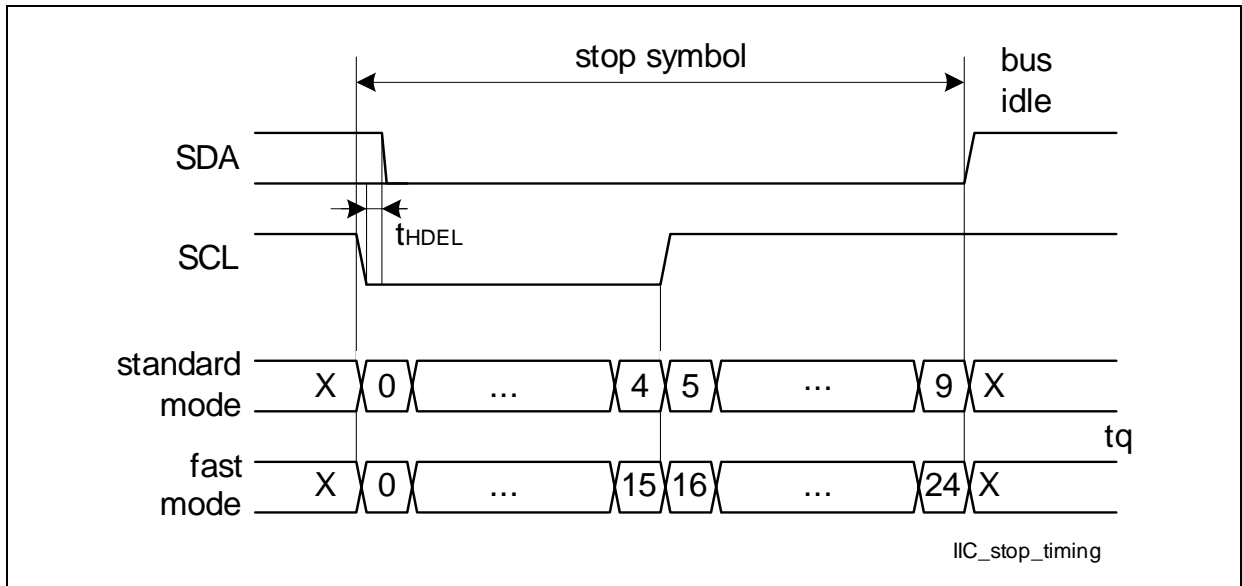 stop symbol
bus
idle
SDA
tHDEL
SCL
standard
mode
X 0 ... 4 5 ... 9 X
tq
fast
mode
X 0 ... 15 16 ... 24 X
IIC_stop_timing